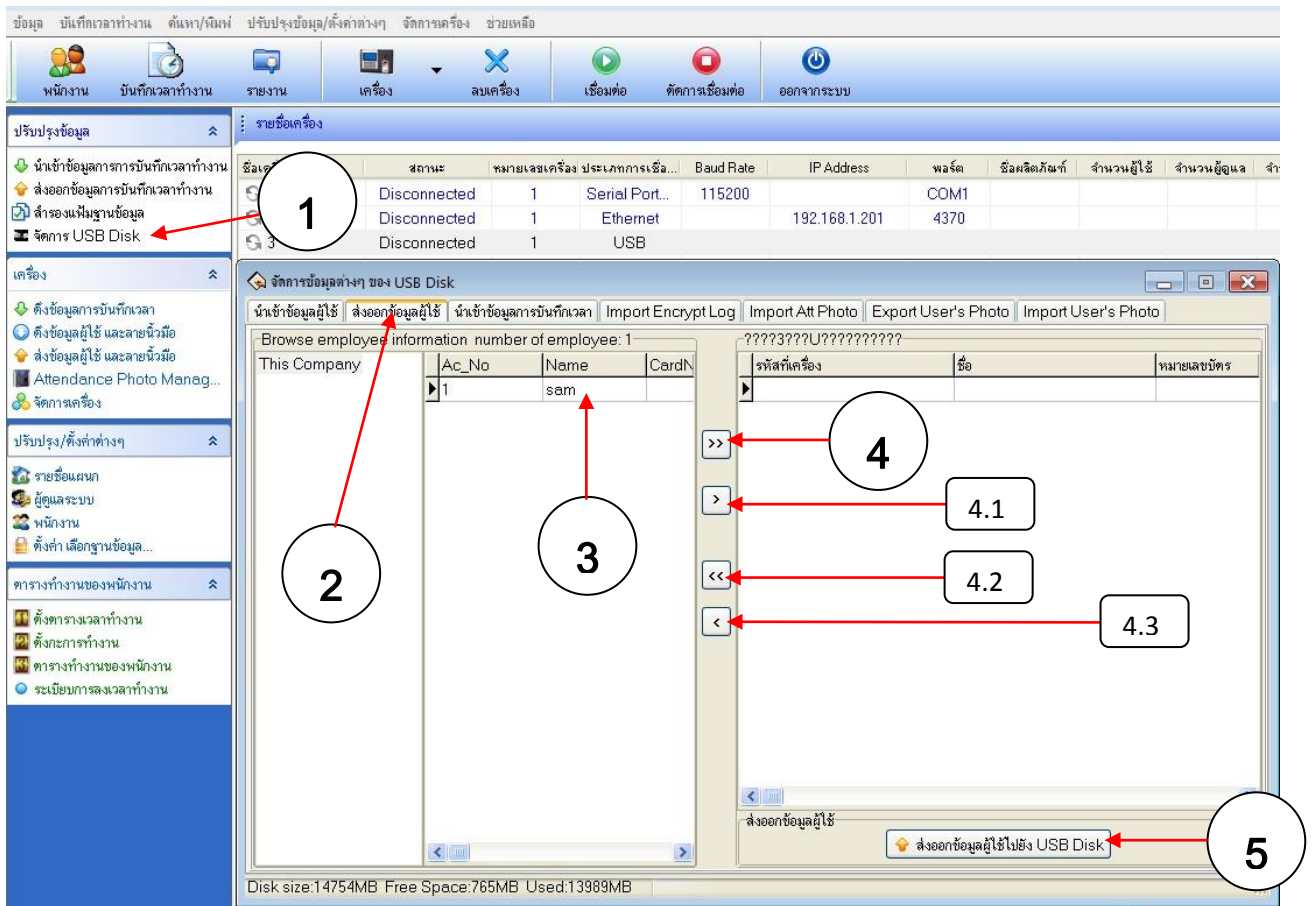 ข้อมูล บันทึกเวลาทำงาน ค้นหา/พิมพ์ ปรับปรุงข้อมูล/ตั้งค่าต่างๆ จัดการเครื่อง ช่วยเหลือ
พนักงาน บันทึกเวลาทำงาน รายงาน เครื่อง ลบเครื่อง เชื่อมต่อ ตัดการเชื่อมต่อ ออกจากระบบ
ปรับปรุงข้อมูล
นำเข้าข้อมูลการการบันทึกเวลาทำงาน
ส่งออกข้อมูลการบันทึกเวลาทำงาน
สำรองแฟ้มฐานข้อมูล
จัดการ USB Disk
เครื่อง
ดึงข้อมูลการบันทึกเวลา
ดึงข้อมูลผู้ใช้ และลายนิ้วมือ
ส่งข้อมูลผู้ใช้ และลายนิ้วมือ
Attendance Photo Manag...
จัดการเครื่อง
ปรับปรุง/ตั้งค่าต่างๆ
รายชื่อแผนก
ผู้ดูแลระบบ
พนักงาน
ตั้งค่า เลือกฐานข้อมูล...
ตารางทำงานของพนักงาน
ตั้งตารางเวลาทำงาน
ตั้งกะการทำงาน
ตารางทำงานของพนักงาน
ระเบียบการลงเวลาทำงาน
รายชื่อเครื่อง
สถานะ หมายเลขเครื่อง ประเภทการเชื่อ... Baud Rate IP Address พอร์ต ชื่อผลิตภัณฑ์ จำนวนผู้ใช้ จำนวนผู้ดูแล
Disconnected 1 Serial Port... 115200 COM1
Disconnected 1 Ethernet 192.168.1.201 4370
3 Disconnected 1 USB
1
จัดการข้อมูลต่างๆ ของ USB Disk
นำเข้าข้อมูลผู้ใช้ ส่งออกข้อมูลผู้ใช้ นำเข้าข้อมูลการบันทึกเวลา Import Encrypt Log Import Att Photo Export User's Photo Import User's Photo
Browse employee information number of employee: 1
This Company
Ac_No Name CardN
1 sam
????3???U??????????
รหัสที่เครื่อง ชื่อ หมายเลขบัตร
>>
4
>
4.1
2
3
<<
4.2
<
4.3
ส่งออกข้อมูลผู้ใช้
ส่งออกข้อมูลผู้ใช้ไปยัง USB Disk
5
Disk size:14754MB Free Space:765MB Used:13989MB